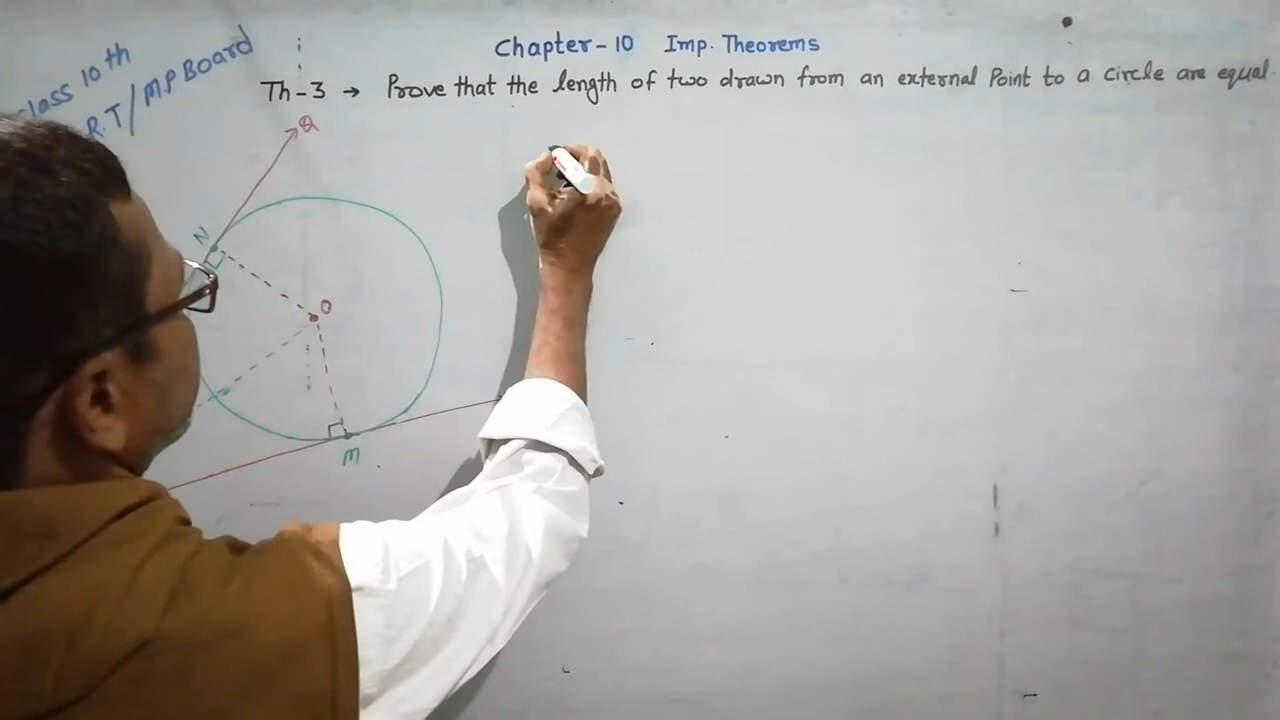 Chapter-10 Imp. Theorems
class 10th
R.T/MP Board
Th-3 → Prove that the length of two drawn from an external Point to a circle are equal
Q
N
O
M